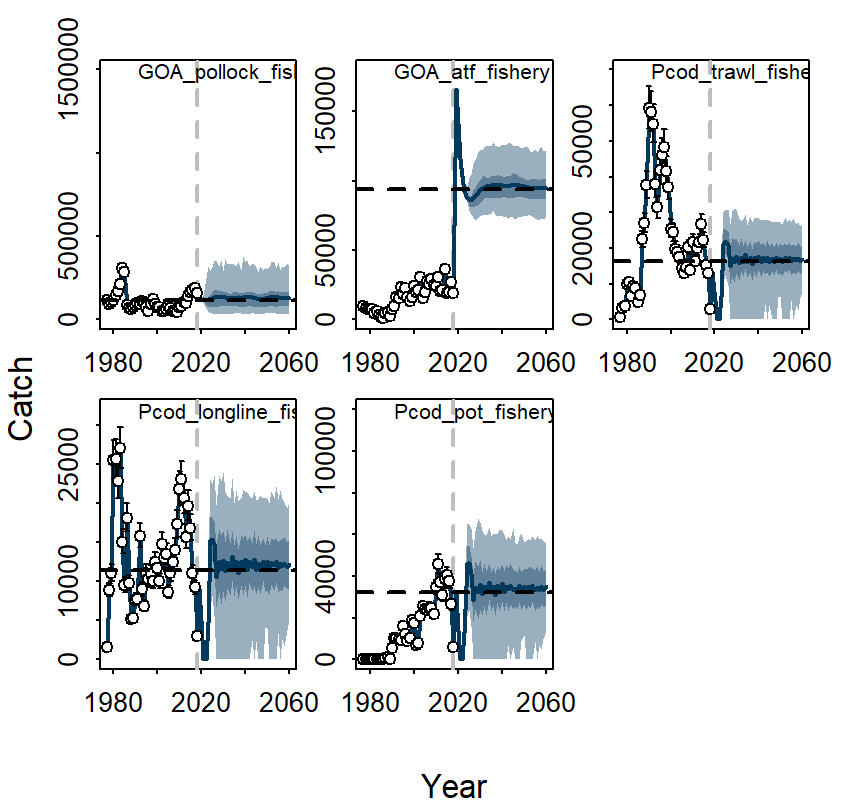 GOA_pollock_fis
GOA_atf_fishery
Pcod_trawl_fishe
1500000
500000
0
150000
50000
0
50000
20000
0
1980 2020 2060
1980 2020 2060
1980 2020 2060
Catch
Pcod_longline_fis
Pcod_pot_fishery
25000
10000
0
100000
40000
0
1980 2020 2060
1980 2020 2060
Year